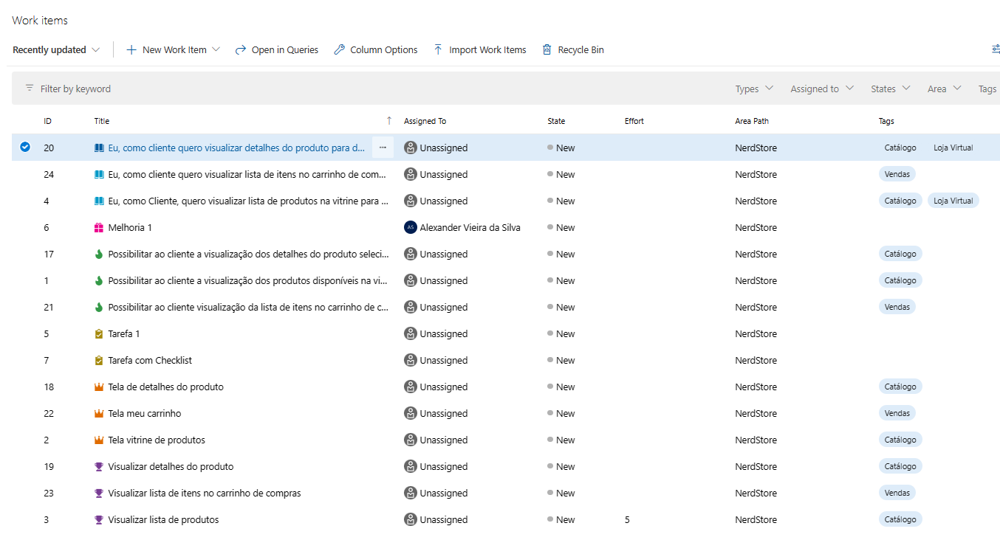 Work items
Recently updated New Work Item Open in Queries Column Options Import Work Items Recycle Bin
Filter by keyword Types Assigned to States Area Tags
ID Title Assigned To State Effort Area Path Tags
20 Eu, como cliente quero visualizar detalhes do produto para d... ... Unassigned New NerdStore Catálogo Loja Virtual
24 Eu, como cliente quero visualizar lista de itens no carrinho de com... Unassigned New NerdStore Vendas
4 Eu, como Cliente, quero visualizar lista de produtos na vitrine para ... Unassigned New NerdStore Catálogo Loja Virtual
6 Melhoria 1 AS Alexander Vieira da Silva New NerdStore
17 Possibilitar ao cliente a visualização dos detalhes do produto seleci... Unassigned New NerdStore Catálogo
1 Possibilitar ao cliente a visualização dos produtos disponíveis na vi... Unassigned New NerdStore Catálogo
21 Possibilitar ao cliente visualização da lista de itens no carrinho de c... Unassigned New NerdStore Vendas
5 Tarefa 1 Unassigned New NerdStore
7 Tarefa com Checklist Unassigned New NerdStore
18 Tela de detalhes do produto Unassigned New NerdStore Catálogo
22 Tela meu carrinho Unassigned New NerdStore Vendas
2 Tela vitrine de produtos Unassigned New NerdStore Catálogo
19 Visualizar detalhes do produto Unassigned New NerdStore Catálogo
23 Visualizar lista de itens no carrinho de compras Unassigned New NerdStore Vendas
3 Visualizar lista de produtos Unassigned New 5 NerdStore Catálogo